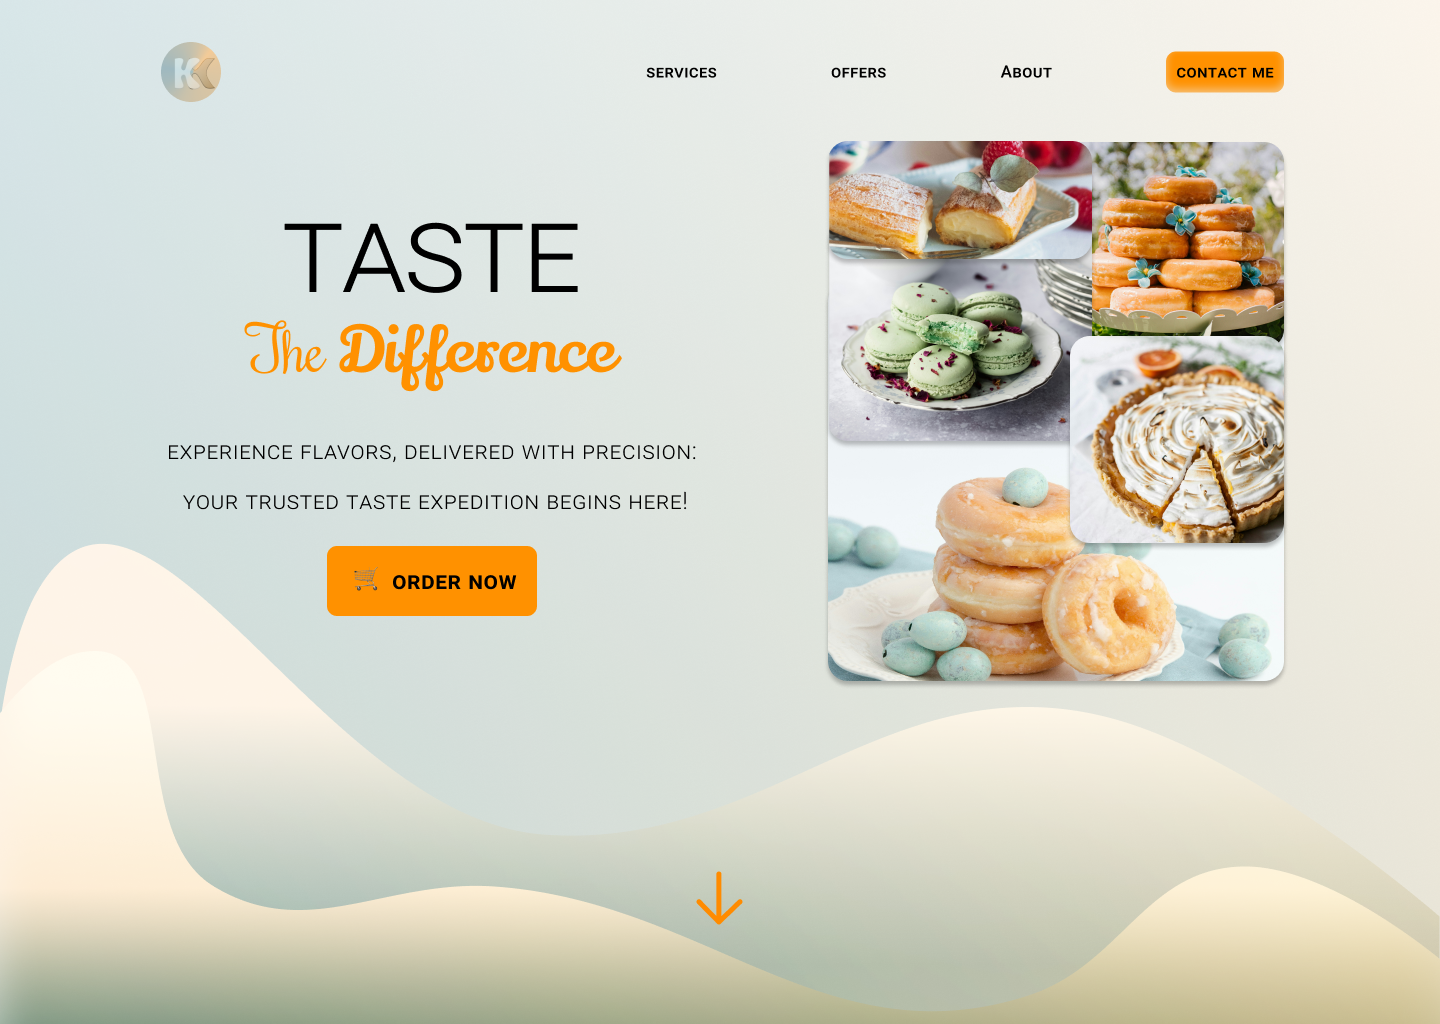 K
SERVICES
OFFERS
ABOUT
CONTACT ME
TASTE
The Difference
EXPERIENCE FLAVORS, DELIVERED WITH PRECISION:
YOUR TRUSTED TASTE EXPEDITION BEGINS HERE!
ORDER NOW